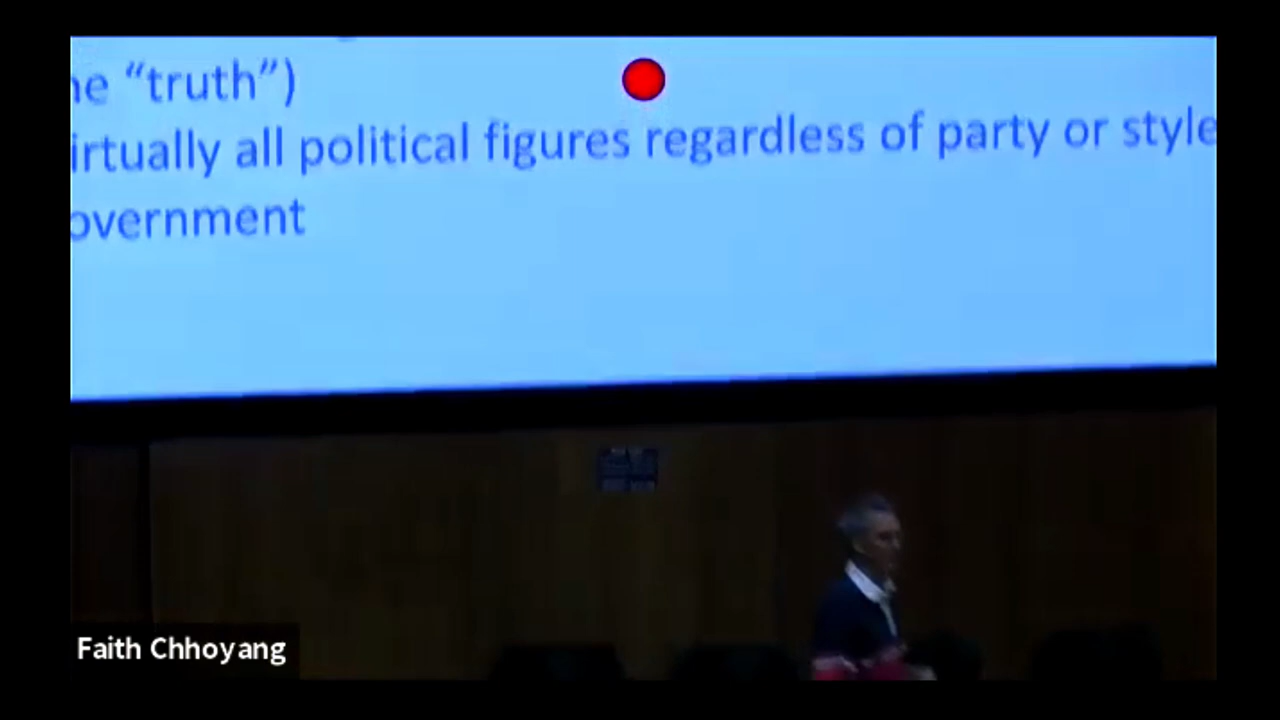 he “truth”)
irtually all political figures regardless of party or style
overnment
Faith Chhoyang